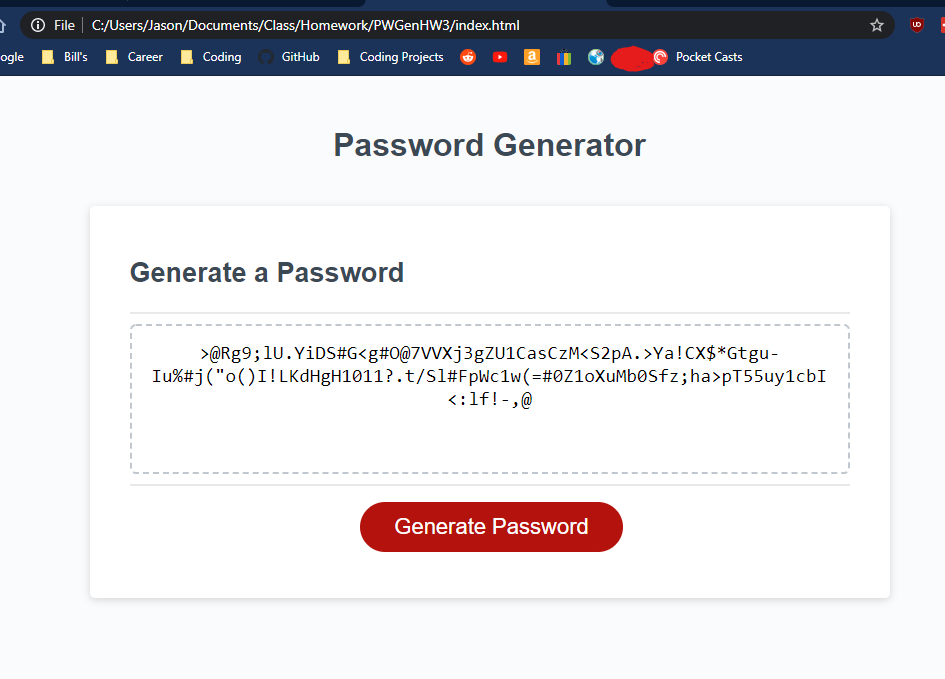 File C:/Users/Jason/Documents/Class/Homework/PWGenHW3/index.html
ogle Bill's Career Coding GitHub Coding Projects Pocket Casts
Password Generator
Generate a Password
>@Rg9;lU.YiDS#G<g#O@7VVXj3gZU1CasCzM<S2pA.>Ya!CX$*Gtgu-
Iu%#j("o()I!LKdHgH1011?.t/Sl#FpWc1w(=#0Z1oXuMb0Sfz;ha>pT55uy1cbI
<:lf!-,@
Generate Password